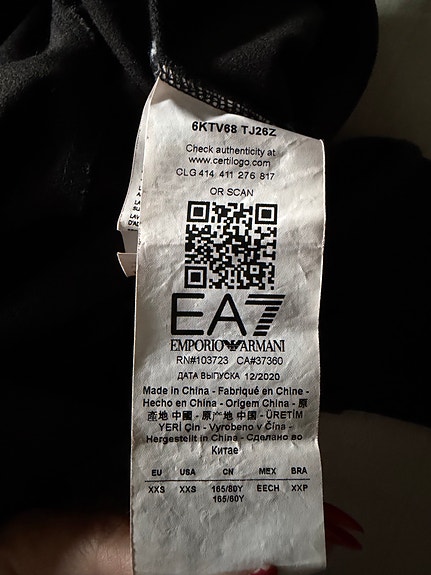 6KTV68 TJ26Z
Check authenticity at
www.certilogo.com
CLG 414 411 276 817
OR SCAN
EA7
EMPORIO ARMANI
RN#103723 CA#37360
ДАТА ВЫПУСКА 12/2020
Made in China - Fabriqué en Chine -
Hecho en China - Origem China - 原
產地 中國 - 原产地 中国 - ÜRETİM
YERİ Çin - Vyrobeno v Čína -
Hergestellt in China - Сделано во
Китае
EU USA CN MEX BRA
XXS XXS 165/80Y EECH XXP
165/60Y